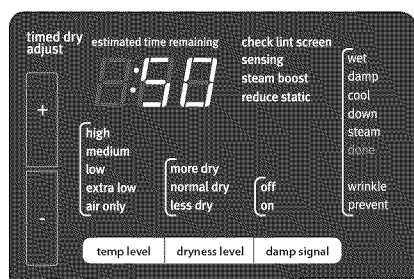 timed dry
adjust
estimated time remaining
:50
check lint screen
sensing
steam boost
reduce static
wet
damp
cool
down
steam
done
wrinkle
prevent
+
-
high
medium
low
extra low
air only
more dry
normal dry
less dry
off
on
temp level
dryness level
damp signal